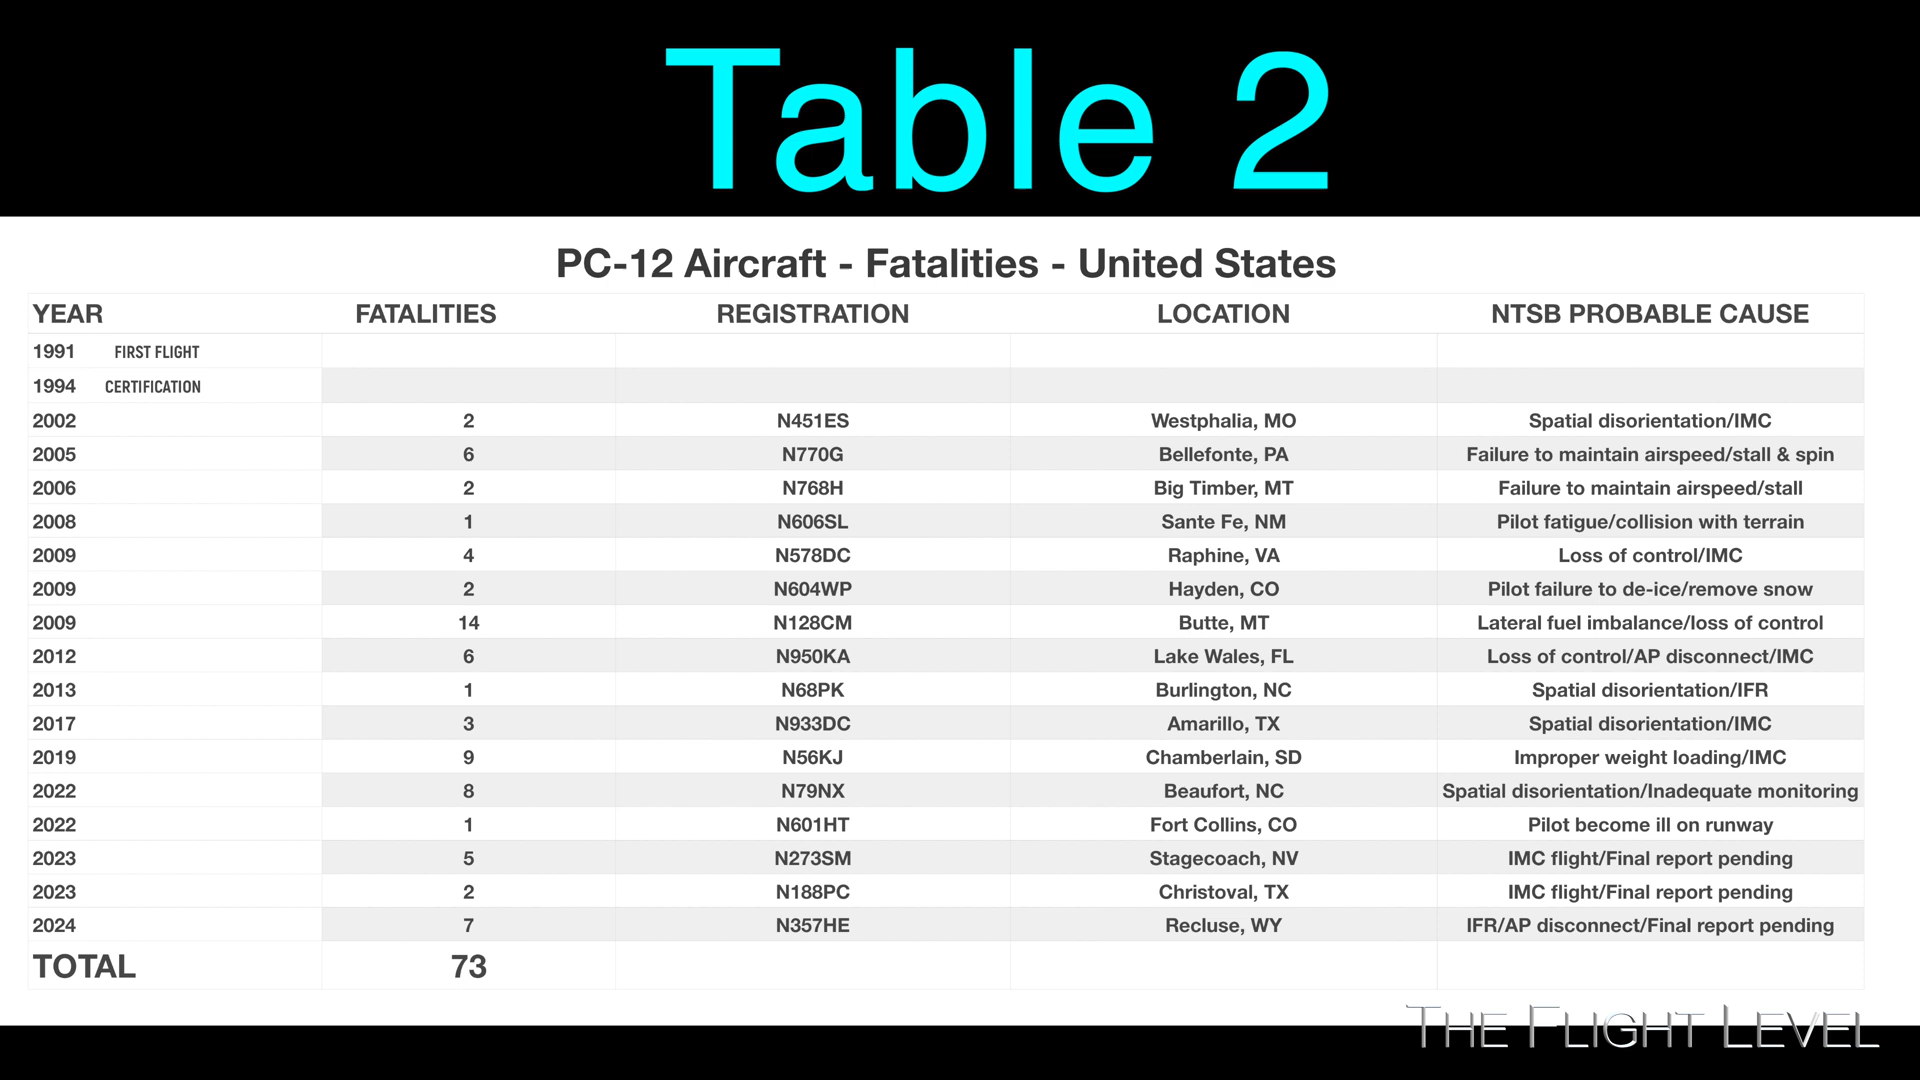 Table 2
PC-12 Aircraft - Fatalities - United States
YEAR FATALITIES REGISTRATION LOCATION NTSB PROBABLE CAUSE
1991 FIRST FLIGHT
1994 CERTIFICATION
2002 2 N451ES Westphalia, MO Spatial disorientation/IMC
2005 6 N770G Bellefonte, PA Failure to maintain airspeed/stall & spin
2006 2 N768H Big Timber, MT Failure to maintain airspeed/stall
2008 1 N606SL Sante Fe, NM Pilot fatigue/collision with terrain
2009 4 N578DC Raphine, VA Loss of control/IMC
2009 2 N604WP Hayden, CO Pilot failure to de-ice/remove snow
2009 14 N128CM Butte, MT Lateral fuel imbalance/loss of control
2012 6 N950KA Lake Wales, FL Loss of control/AP disconnect/IMC
2013 1 N68PK Burlington, NC Spatial disorientation/IFR
2017 3 N933DC Amarillo, TX Spatial disorientation/IMC
2019 9 N56KJ Chamberlain, SD Improper weight loading/IMC
2022 8 N79NX Beaufort, NC Spatial disorientation/Inadequate monitoring
2022 1 N601HT Fort Collins, CO Pilot become ill on runway
2023 5 N273SM Stagecoach, NV IMC flight/Final report pending
2023 2 N188PC Christoval, TX IMC flight/Final report pending
2024 7 N357HE Recluse, WY IFR/AP disconnect/Final report pending
TOTAL 73
THE FLIGHT LEVEL